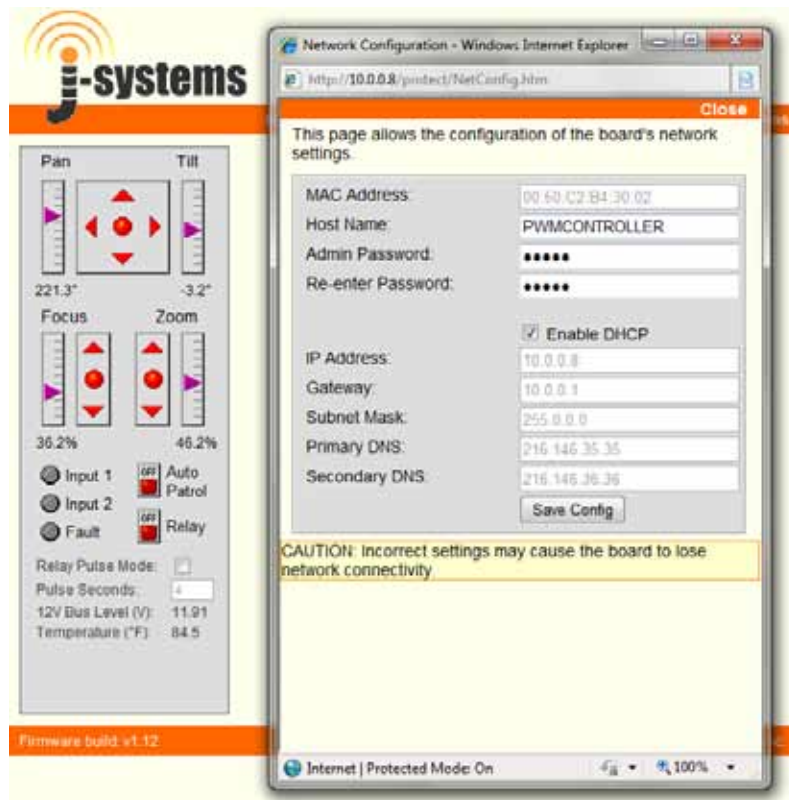 j-systems
Pan Tilt
221.3° -3.2°
Focus Zoom
36.2% 46.2%
Input 1 OFF Auto Patrol
Input 2
Fault OFF Relay
Relay Pulse Mode:
Pulse Seconds: 4
12V Bus Level (V): 11.91
Temperature (°F): 84.5
Firmware build: v1.12
Network Configuration - Windows Internet Explorer
http://10.0.0.8/protect/NetConfig.htm
Close
This page allows the configuration of the board's network
settings.
MAC Address: 00:60:C2:B4:30:02
Host Name: PWMCONTROLLER
Admin Password: •••••
Re-enter Password: •••••
Enable DHCP
IP Address: 10.0.0.8
Gateway: 10.0.0.1
Subnet Mask: 255.0.0.0
Primary DNS: 216.146.35.35
Secondary DNS: 216.146.36.36
Save Config
CAUTION: Incorrect settings may cause the board to lose
network connectivity
Internet | Protected Mode: On 100%